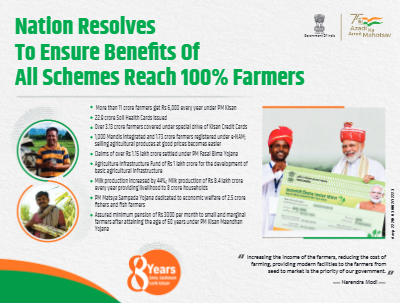 Nation Resolves
To Ensure Benefits Of
All Schemes Reach 100% Farmers
Government Of India
75
Azadi Ka
Amrit Mahotsav
More than 11 crore farmers get Rs 6,000 every year under PM Kisan
22.9 crore Soil Health Cards issued
Over 3.13 crore farmers covered under special drive of Kisan Credit Cards
1,000 Mandis integrated and 1.73 crore farmers registered under e-NAM;
selling agricultural produces at good prices becomes easier
Claims of over Rs 1.15 lakh crore settled under PM Fasal Bima Yojana
Agriculture Infrastructure Fund of Rs 1 lakh crore for the development of
basic agricultural infrastructure
Milk production increased by 44%, Milk production of Rs 8.4 lakh crore
every year providing livelihood to 8 crore households
PM Matsya Sampada Yojana dedicated to economic welfare of 2.5 crore
fishers and fish farmers
Assured minimum pension of Rs 3000 per month to small and marginal
farmers after attaining the age of 60 years under PM Kisan Maandhan
Yojana
8 Years
Increasing the income of the farmers, reducing the cost of
farming, providing modern facilities to the farmers from
seed to market is the priority of our government.
— Narendra Modi —